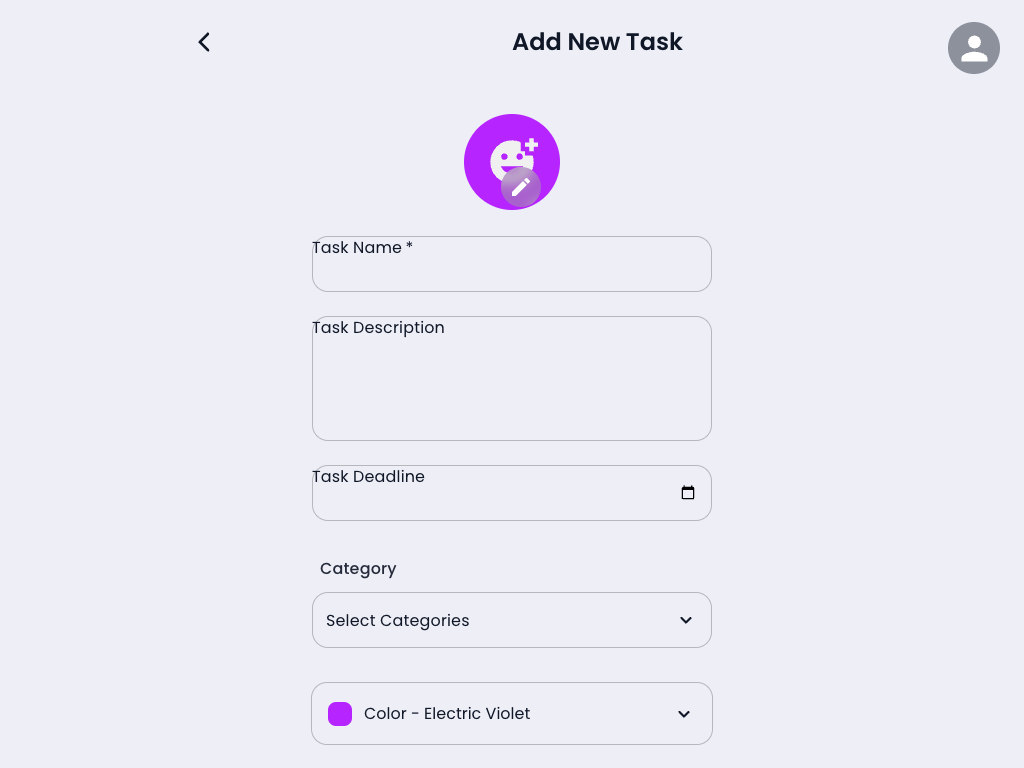 Add New Task
Task Name *
Task Description
Task Deadline
Category
Select Categories
Color - Electric Violet